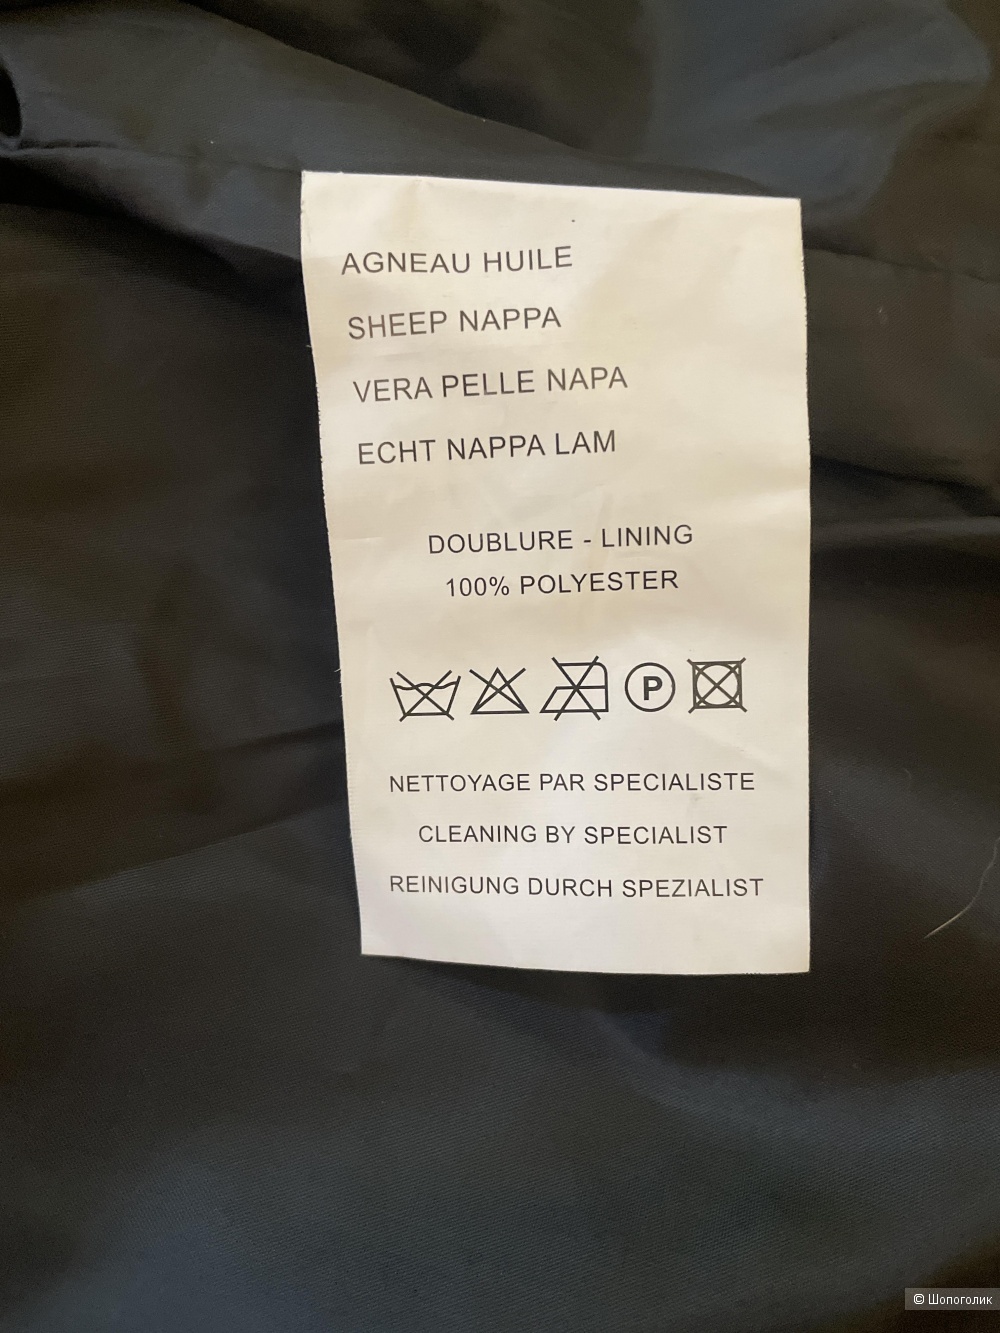 AGNEAU HUILE
SHEEP NAPPA
VERA PELLE NAPA
ECHT NAPPA LAM
DOUBLURE - LINING
100% POLYESTER
P
NETTOYAGE PAR SPECIALISTE
CLEANING BY SPECIALIST
REINIGUNG DURCH SPEZIALIST
© Шопоголик